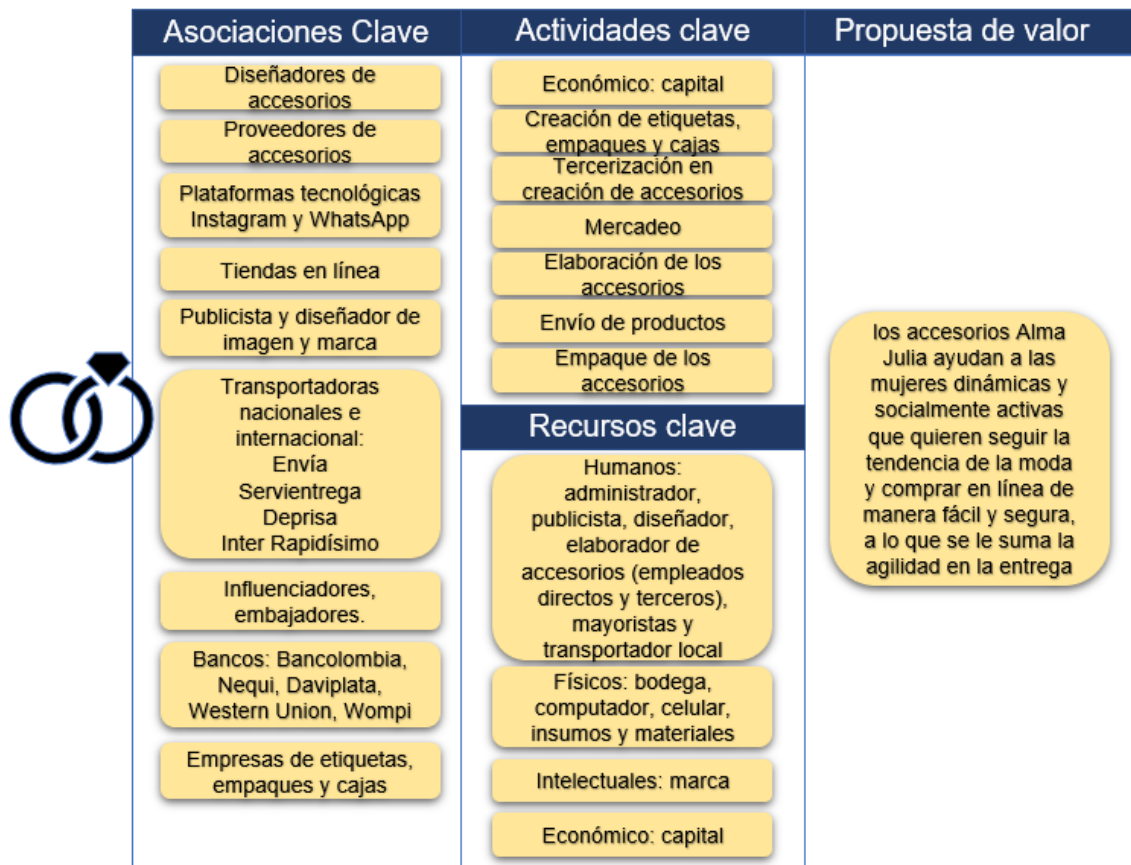 Asociaciones Clave
Diseñadores de
accesorios
Proveedores de
accesorios
Plataformas tecnológicas
Instagram y WhatsApp
Tiendas en línea
Publicista y diseñador de
imagen y marca
Transportadoras
nacionales e
internacional:
Envía
Servientrega
Deprisa
Inter Rapidísimo
Influenciadores,
embajadores.
Bancos: Bancolombia,
Nequi, Daviplata,
Western Union, Wompi
Empresas de etiquetas,
empaques y cajas
Actividades clave
Económico: capital
Creación de etiquetas,
empaques y cajas
Tercerización en
creación de accesorios
Mercadeo
Elaboración de los
accesorios
Envío de productos
Empaque de los
accesorios
Recursos clave
Humanos:
administrador,
publicista, diseñador,
elaborador de
accesorios (empleados
directos y terceros),
mayoristas y
transportador local
Físicos: bodega,
computador, celular,
insumos y materiales
Intelectuales: marca
Económico: capital
Propuesta de valor
los accesorios Alma
Julia ayudan a las
mujeres dinámicas y
socialmente activas
que quieren seguir la
tendencia de la moda
y comprar en línea de
manera fácil y segura,
a lo que se le suma la
agilidad en la entrega